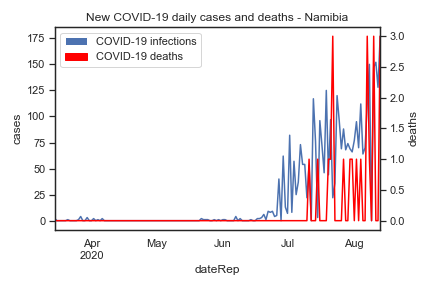 New COVID-19 daily cases and deaths - Namibia
COVID-19 infections
COVID-19 deaths
cases
175
150
125
100
75
50
25
0
3.0
2.5
2.0
1.5
1.0
0.5
0.0
deaths
Apr
2020
May
Jun
Jul
Aug
dateRep